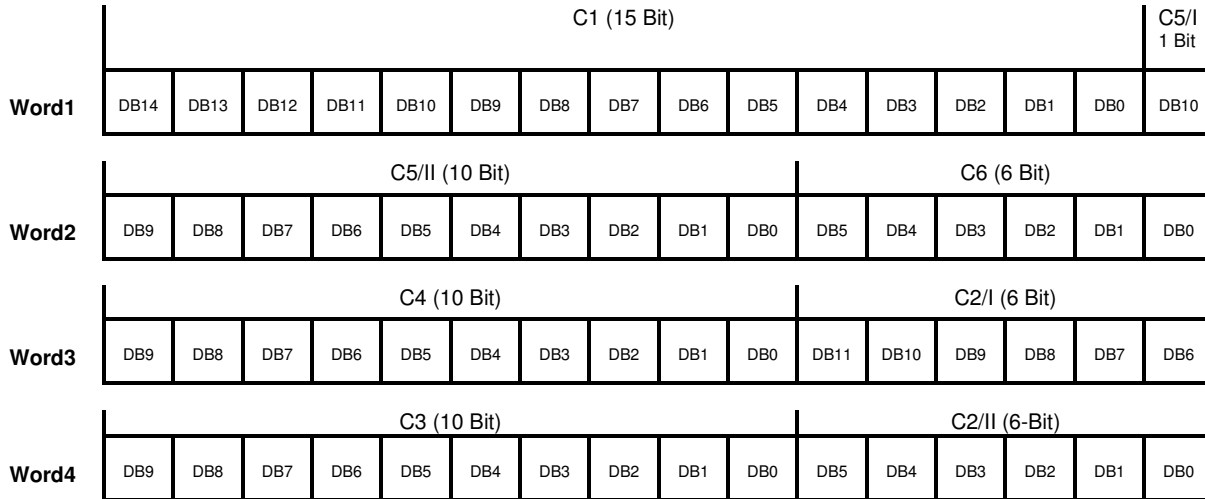 C1 (15 Bit) C5/I
1 Bit
Word1 DB14 DB13 DB12 DB11 DB10 DB9 DB8 DB7 DB6 DB5 DB4 DB3 DB2 DB1 DB0 DB10
C5/II (10 Bit) C6 (6 Bit)
Word2 DB9 DB8 DB7 DB6 DB5 DB4 DB3 DB2 DB1 DB0 DB5 DB4 DB3 DB2 DB1 DB0
C4 (10 Bit) C2/I (6 Bit)
Word3 DB9 DB8 DB7 DB6 DB5 DB4 DB3 DB2 DB1 DB0 DB11 DB10 DB9 DB8 DB7 DB6
C3 (10 Bit) C2/II (6-Bit)
Word4 DB9 DB8 DB7 DB6 DB5 DB4 DB3 DB2 DB1 DB0 DB5 DB4 DB3 DB2 DB1 DB0